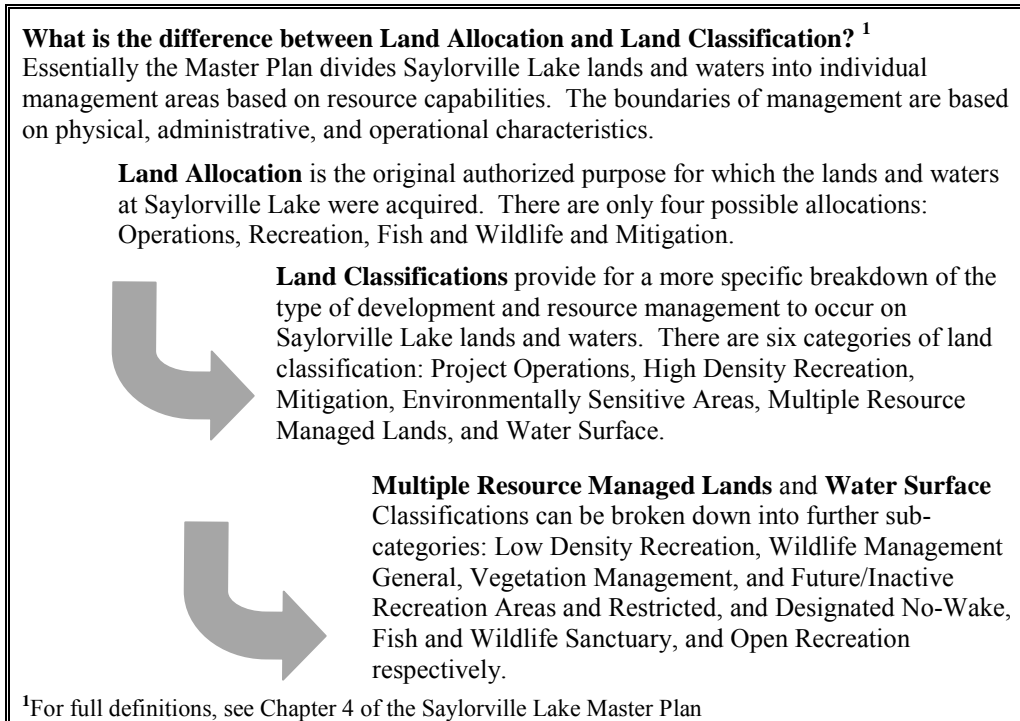 What is the difference between Land Allocation and Land Classification? 1
Essentially the Master Plan divides Saylorville Lake lands and waters into individual
management areas based on resource capabilities. The boundaries of management are based
on physical, administrative, and operational characteristics.
Land Allocation is the original authorized purpose for which the lands and waters
at Saylorville Lake were acquired. There are only four possible allocations:
Operations, Recreation, Fish and Wildlife and Mitigation.
Land Classifications provide for a more specific breakdown of the
type of development and resource management to occur on
Saylorville Lake lands and waters. There are six categories of land
classification: Project Operations, High Density Recreation,
Mitigation, Environmentally Sensitive Areas, Multiple Resource
Managed Lands, and Water Surface.
Multiple Resource Managed Lands and Water Surface
Classifications can be broken down into further sub-
categories: Low Density Recreation, Wildlife Management
General, Vegetation Management, and Future/Inactive
Recreation Areas and Restricted, and Designated No-Wake,
Fish and Wildlife Sanctuary, and Open Recreation
respectively.
1For full definitions, see Chapter 4 of the Saylorville Lake Master Plan